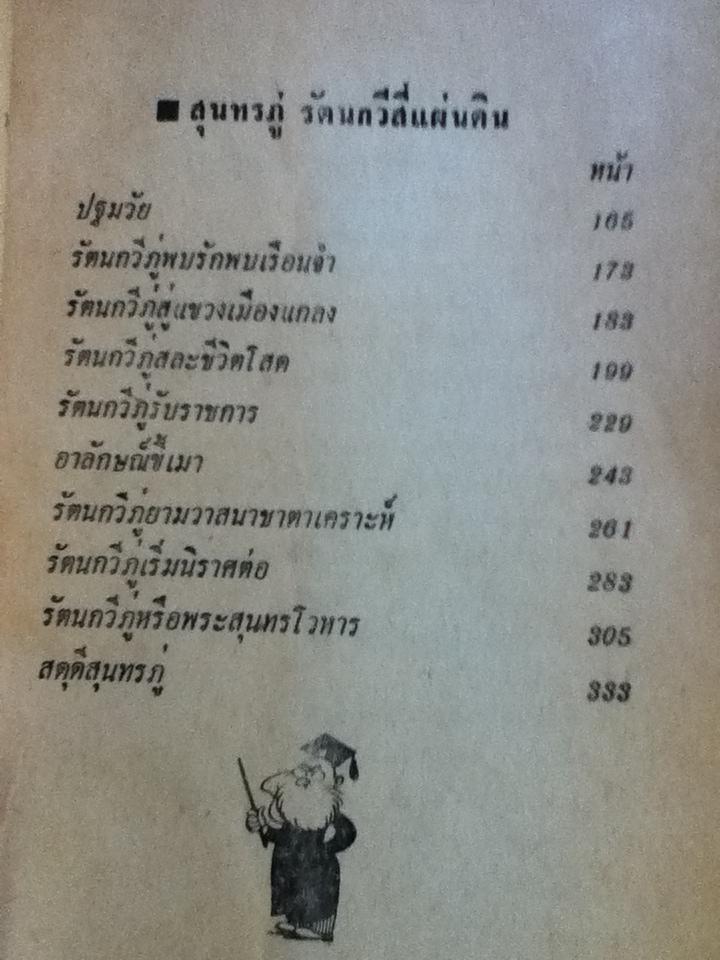 ■ สุนทรภู่ รัตนกวีสี่แผ่นดิน
หน้า
ปฐมวัย 165
รัตนกวีภู่พบรักพบเรือนจำ 173
รัตนกวีภู่สู่แขวงเมืองแกลง 183
รัตนกวีภู่สละชีวิตโสด 199
รัตนกวีภู่รับราชการ 229
อาลักษณ์ขี้เมา 243
รัตนกวีภู่ยามวาสนาชาตาเคราะห์ 261
รัตนกวีภู่เริ่มนิราศต่อ 283
รัตนกวีภู่หรือพระสุนทรโวหาร 305
สดุดีสุนทรภู่ 333